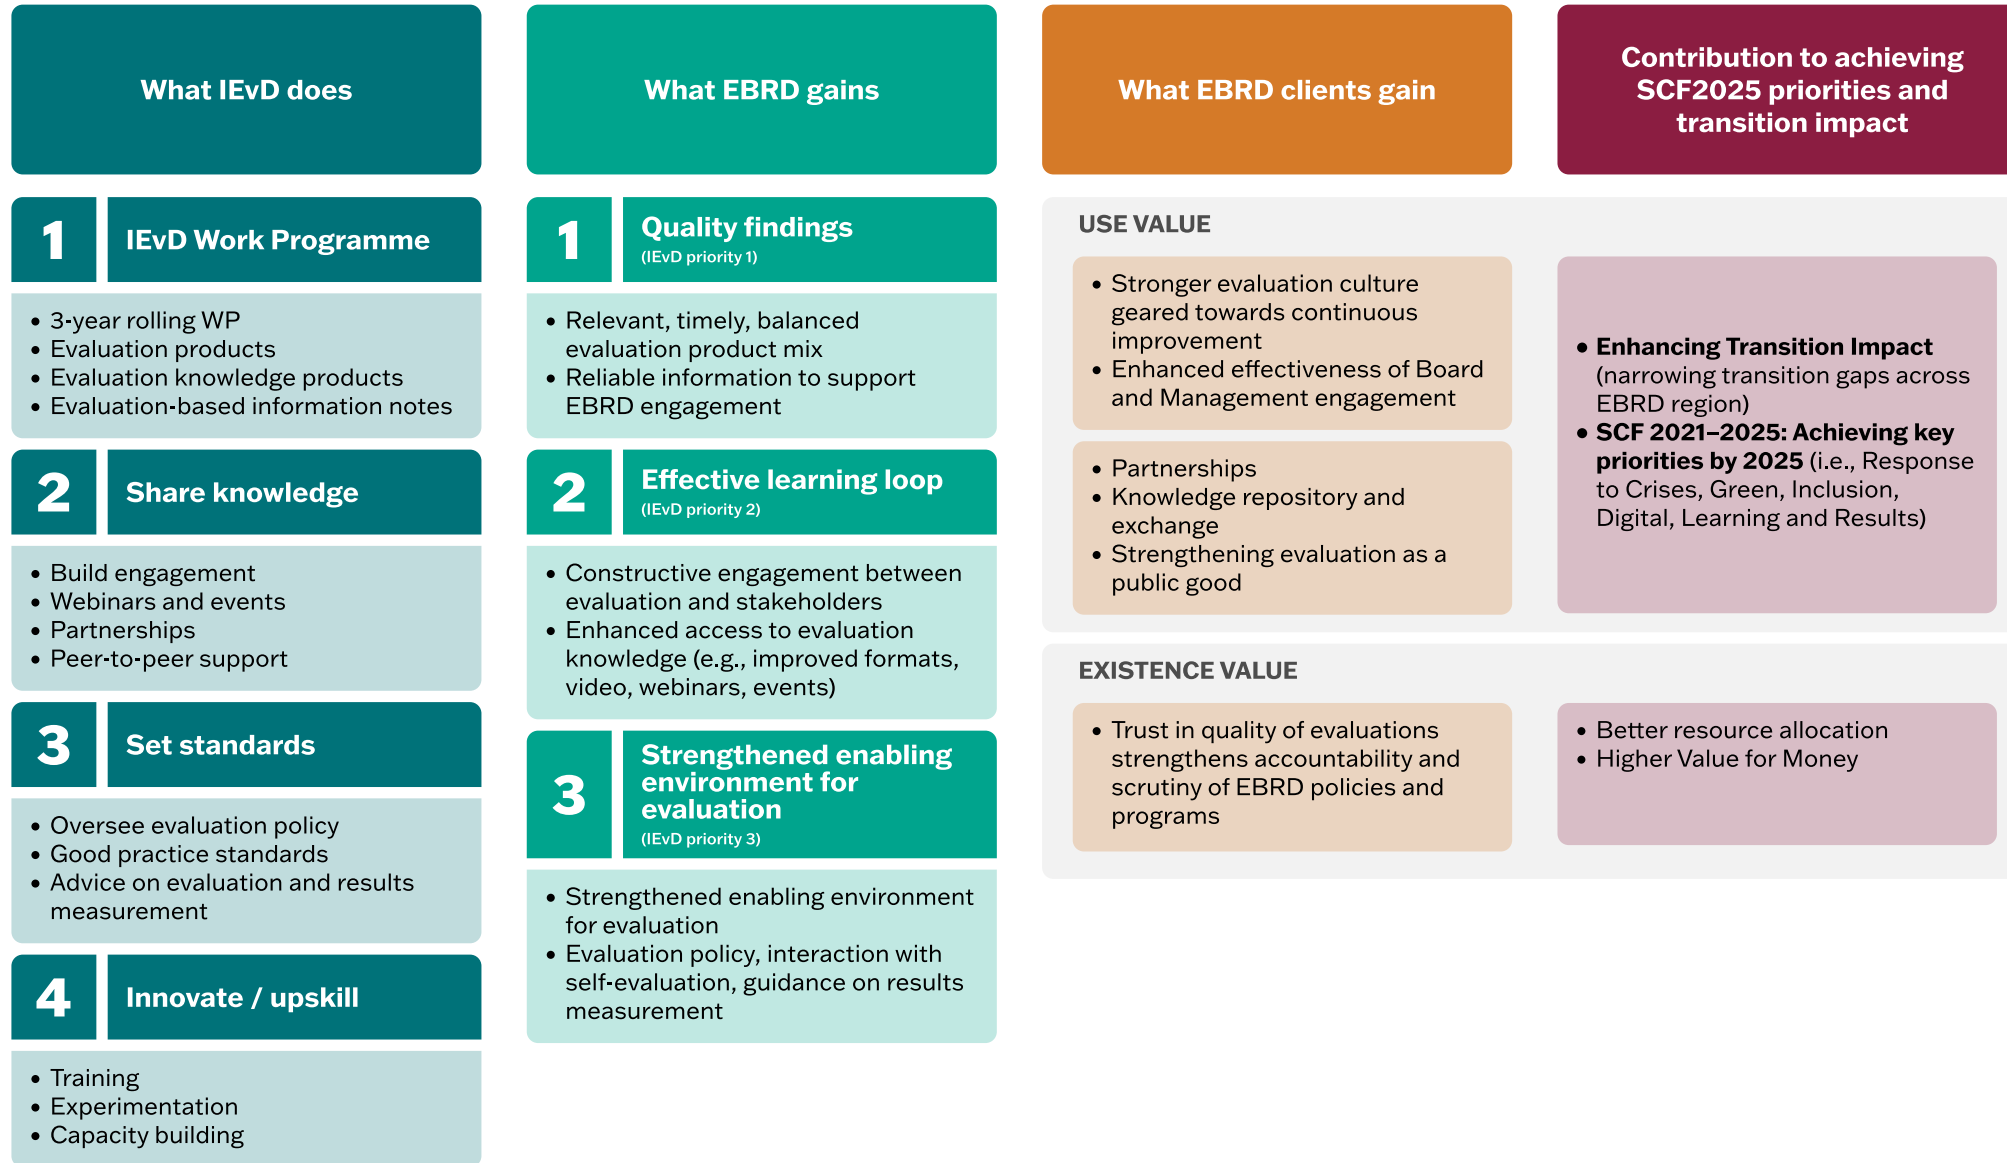 What IEvD does
What EBRD gains
What EBRD clients gain
Contribution to achieving
SCF2025 priorities and
transition impact
1
IEvD Work Programme
• 3-year rolling WP
• Evaluation products
• Evaluation knowledge products
• Evaluation-based information notes
2
Share knowledge
• Build engagement
• Webinars and events
• Partnerships
• Peer-to-peer support
3
Set standards
• Oversee evaluation policy
• Good practice standards
• Advice on evaluation and results
measurement
4
Innovate / upskill
• Training
• Experimentation
• Capacity building
1
Quality findings
(IEvD priority 1)
• Relevant, timely, balanced
evaluation product mix
• Reliable information to support
EBRD engagement
2
Effective learning loop
(IEvD priority 2)
• Constructive engagement between
evaluation and stakeholders
• Enhanced access to evaluation
knowledge (e.g., improved formats,
video, webinars, events)
3
Strengthened enabling
environment for
evaluation
(IEvD priority 3)
• Strengthened enabling environment
for evaluation
• Evaluation policy, interaction with
self-evaluation, guidance on results
measurement
USE VALUE
• Stronger evaluation culture
geared towards continuous
improvement
• Enhanced effectiveness of Board
and Management engagement
• Partnerships
• Knowledge repository and
exchange
• Strengthening evaluation as a
public good
• Enhancing Transition Impact
(narrowing transition gaps across
EBRD region)
• SCF 2021–2025: Achieving key
priorities by 2025 (i.e., Response
to Crises, Green, Inclusion,
Digital, Learning and Results)
EXISTENCE VALUE
• Trust in quality of evaluations
strengthens accountability and
scrutiny of EBRD policies and
programs
• Better resource allocation
• Higher Value for Money